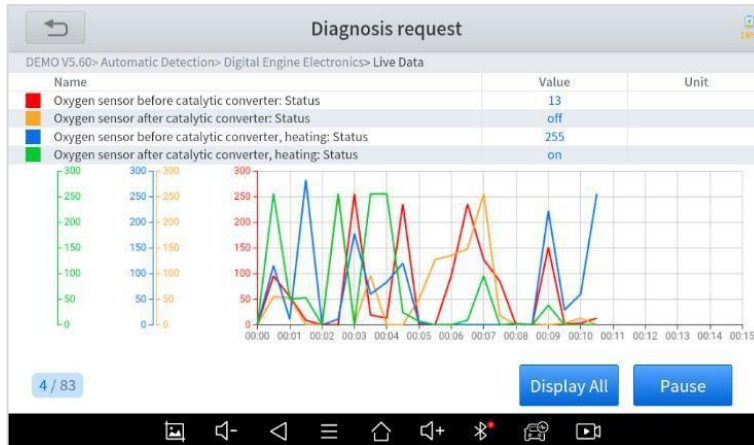 Diagnosis request
DEMO V5.60> Automatic Detection> Digital Engine Electronics> Live Data
Name Value Unit
Oxygen sensor before catalytic converter: Status 13
Oxygen sensor after catalytic converter: Status off
Oxygen sensor before catalytic converter, heating: Status 255
Oxygen sensor after catalytic converter, heating: Status on
300 300 300 300
250 250 250 250
200 200 200 200
150 150 150 150
100 100 100 100
50 50 50 50
0 0 0 0
00:00 00:01 00:02 00:03 00:04 00:05 00:06 00:07 00:08 00:09 00:10 00:11 00:12 00:13 00:14 00:15
4 / 83
Display All
Pause